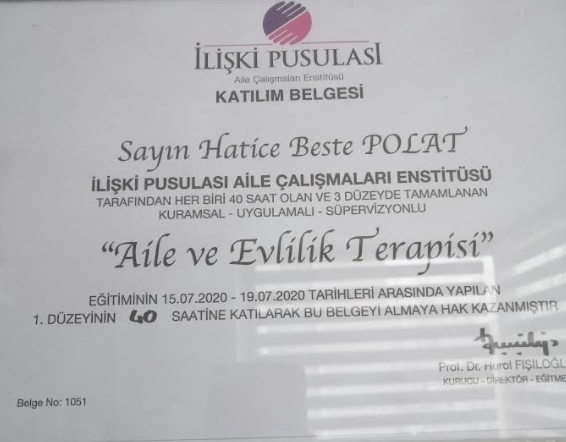 İLİŞKİ PUSULASI
Aile Çalışmaları Enstitüsü
KATILIM BELGESİ
Sayın Hatice Beste POLAT
İLİŞKİ PUSULASI AİLE ÇALIŞMALARI ENSTİTÜSÜ
TARAFINDAN HER BİRİ 40 SAAT OLAN VE 3 DÜZEYDE TAMAMLANAN
KURAMSAL - UYGULAMALI - SÜPERVİZYONLU
“Aile ve Evlilik Terapisi”
EĞİTİMİNİN 15.07.2020 - 19.07.2020 TARİHLERİ ARASINDA YAPILAN
1. DÜZEYİNİN 40 SAATİNE KATILARAK BU BELGEYİ ALMAYA HAK KAZANMIŞTIR
Prof. Dr. Hürol FIŞILOĞL
KURUCU - DİREKTÖR - EĞİTME
Belge No: 1051